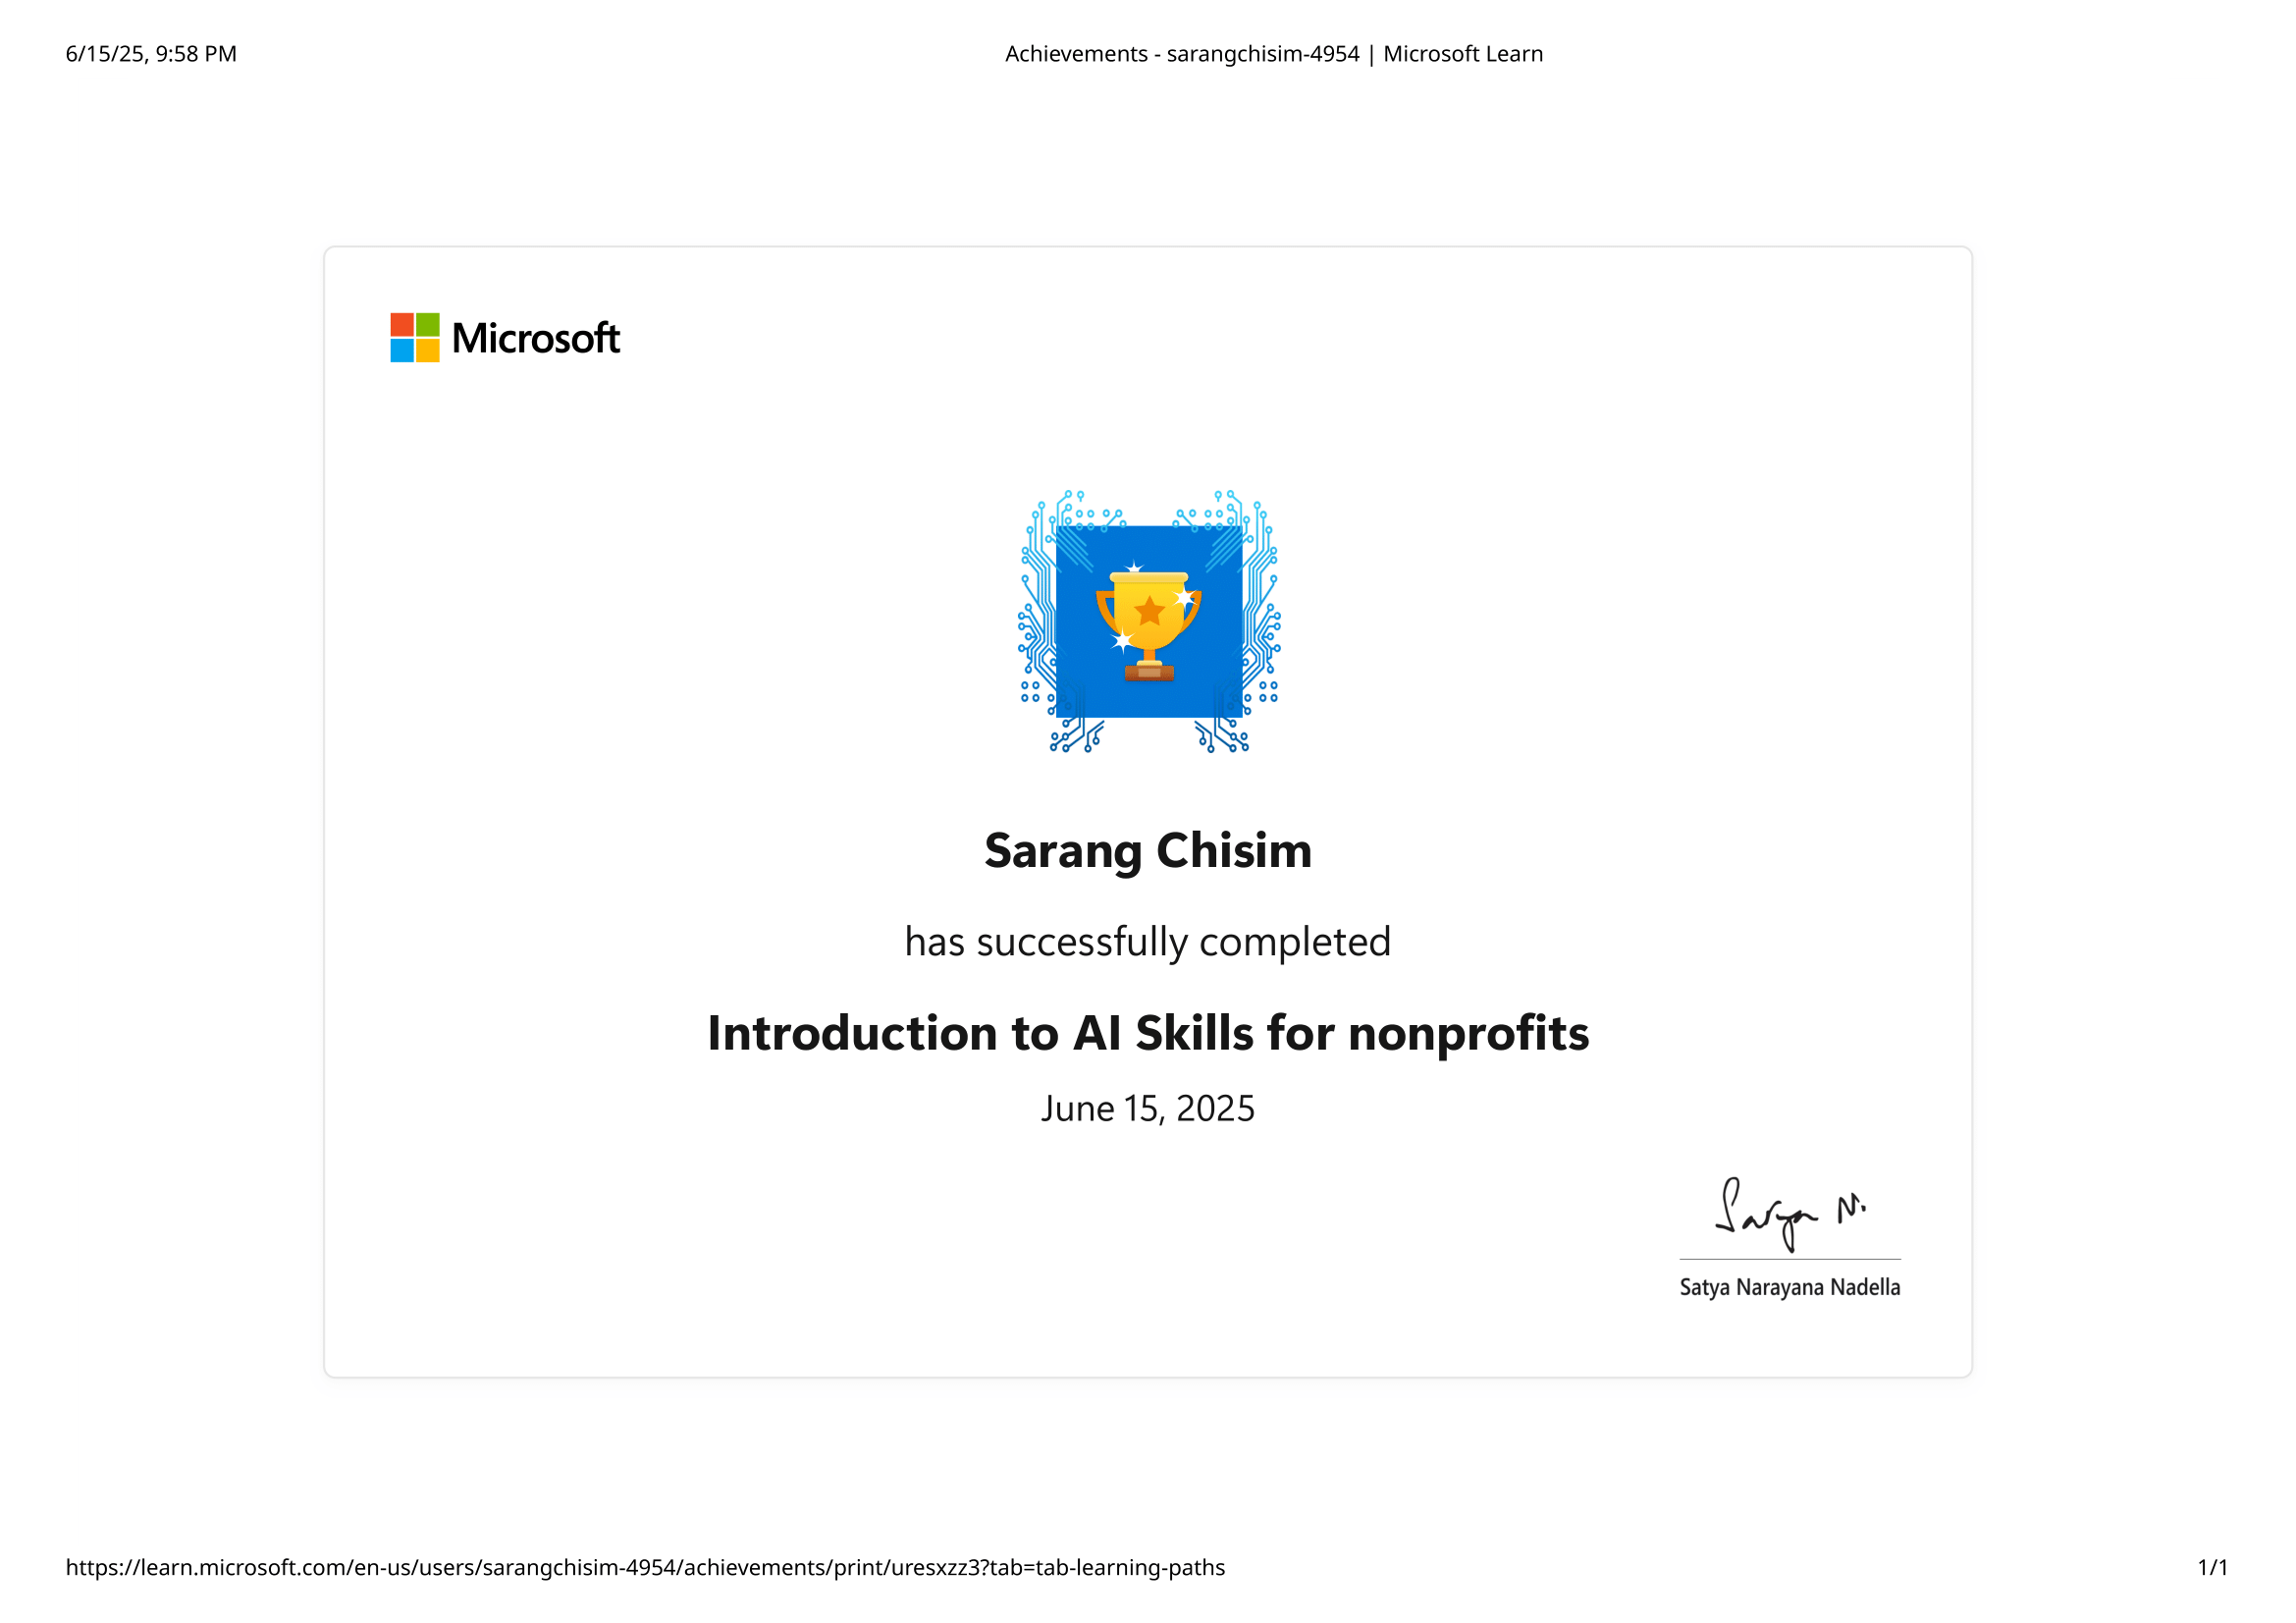 6/15/25, 9:58 PM
Achievements - sarangchisim-4954 | Microsoft Learn
Microsoft
Sarang Chisim
has successfully completed
Introduction to AI Skills for nonprofits
June 15, 2025
Satya N.
Satya Narayana Nadella
https://learn.microsoft.com/en-us/users/sarangchisim-4954/achievements/print/uresxzz3?tab=tab-learning-paths
1/1